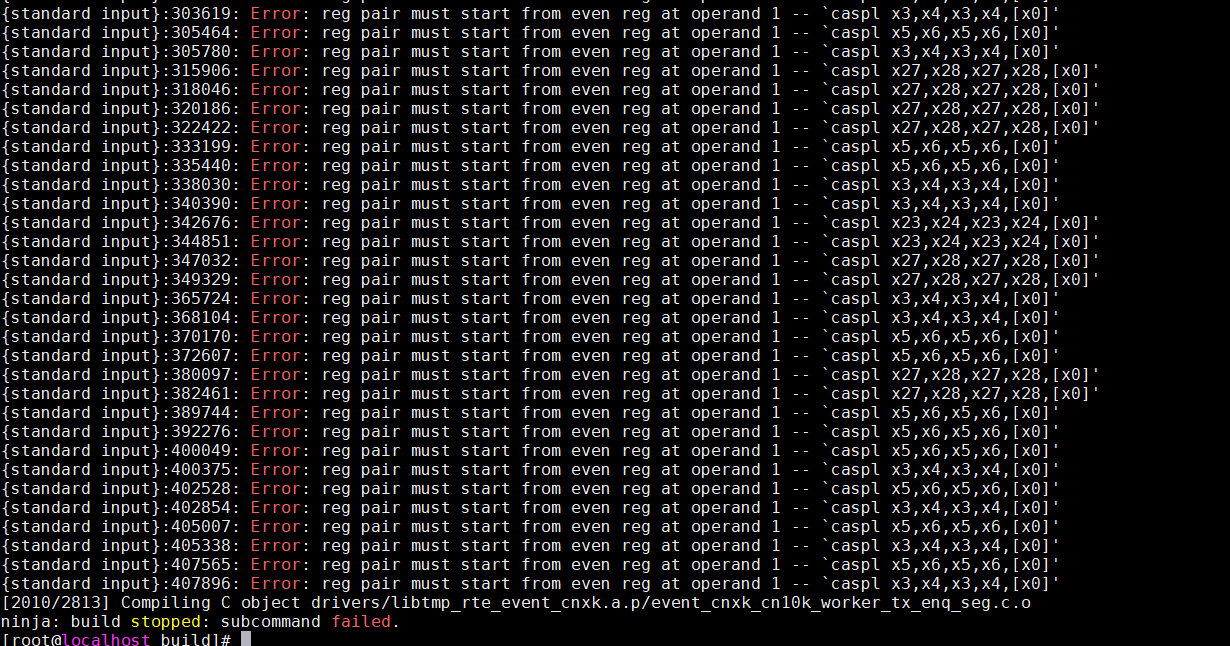 {standard input}:303619: Error: reg pair must start from even reg at operand 1 -- `caspl x3,x4,x3,x4,[x0]'
{standard input}:305464: Error: reg pair must start from even reg at operand 1 -- `caspl x5,x6,x5,x6,[x0]'
{standard input}:305780: Error: reg pair must start from even reg at operand 1 -- `caspl x3,x4,x3,x4,[x0]'
{standard input}:315906: Error: reg pair must start from even reg at operand 1 -- `caspl x27,x28,x27,x28,[x0]'
{standard input}:318046: Error: reg pair must start from even reg at operand 1 -- `caspl x27,x28,x27,x28,[x0]'
{standard input}:320186: Error: reg pair must start from even reg at operand 1 -- `caspl x27,x28,x27,x28,[x0]'
{standard input}:322422: Error: reg pair must start from even reg at operand 1 -- `caspl x27,x28,x27,x28,[x0]'
{standard input}:333199: Error: reg pair must start from even reg at operand 1 -- `caspl x5,x6,x5,x6,[x0]'
{standard input}:335440: Error: reg pair must start from even reg at operand 1 -- `caspl x5,x6,x5,x6,[x0]'
{standard input}:338030: Error: reg pair must start from even reg at operand 1 -- `caspl x3,x4,x3,x4,[x0]'
{standard input}:340390: Error: reg pair must start from even reg at operand 1 -- `caspl x3,x4,x3,x4,[x0]'
{standard input}:342676: Error: reg pair must start from even reg at operand 1 -- `caspl x23,x24,x23,x24,[x0]'
{standard input}:344851: Error: reg pair must start from even reg at operand 1 -- `caspl x23,x24,x23,x24,[x0]'
{standard input}:347032: Error: reg pair must start from even reg at operand 1 -- `caspl x27,x28,x27,x28,[x0]'
{standard input}:349329: Error: reg pair must start from even reg at operand 1 -- `caspl x27,x28,x27,x28,[x0]'
{standard input}:365724: Error: reg pair must start from even reg at operand 1 -- `caspl x3,x4,x3,x4,[x0]'
{standard input}:368104: Error: reg pair must start from even reg at operand 1 -- `caspl x3,x4,x3,x4,[x0]'
{standard input}:370170: Error: reg pair must start from even reg at operand 1 -- `caspl x5,x6,x5,x6,[x0]'
{standard input}:372607: Error: reg pair must start from even reg at operand 1 -- `caspl x5,x6,x5,x6,[x0]'
{standard input}:380097: Error: reg pair must start from even reg at operand 1 -- `caspl x27,x28,x27,x28,[x0]'
{standard input}:382461: Error: reg pair must start from even reg at operand 1 -- `caspl x27,x28,x27,x28,[x0]'
{standard input}:389744: Error: reg pair must start from even reg at operand 1 -- `caspl x5,x6,x5,x6,[x0]'
{standard input}:392276: Error: reg pair must start from even reg at operand 1 -- `caspl x5,x6,x5,x6,[x0]'
{standard input}:400049: Error: reg pair must start from even reg at operand 1 -- `caspl x5,x6,x5,x6,[x0]'
{standard input}:400375: Error: reg pair must start from even reg at operand 1 -- `caspl x3,x4,x3,x4,[x0]'
{standard input}:402528: Error: reg pair must start from even reg at operand 1 -- `caspl x5,x6,x5,x6,[x0]'
{standard input}:402854: Error: reg pair must start from even reg at operand 1 -- `caspl x3,x4,x3,x4,[x0]'
{standard input}:405007: Error: reg pair must start from even reg at operand 1 -- `caspl x5,x6,x5,x6,[x0]'
{standard input}:405338: Error: reg pair must start from even reg at operand 1 -- `caspl x3,x4,x3,x4,[x0]'
{standard input}:407565: Error: reg pair must start from even reg at operand 1 -- `caspl x5,x6,x5,x6,[x0]'
{standard input}:407896: Error: reg pair must start from even reg at operand 1 -- `caspl x3,x4,x3,x4,[x0]'
[2010/2813] Compiling C object drivers/libtmp_rte_event_cnxk.a.p/event_cnxk_cn10k_worker_tx_enq_seg.c.o
ninja: build stopped: subcommand failed.
[root@localhost build]#